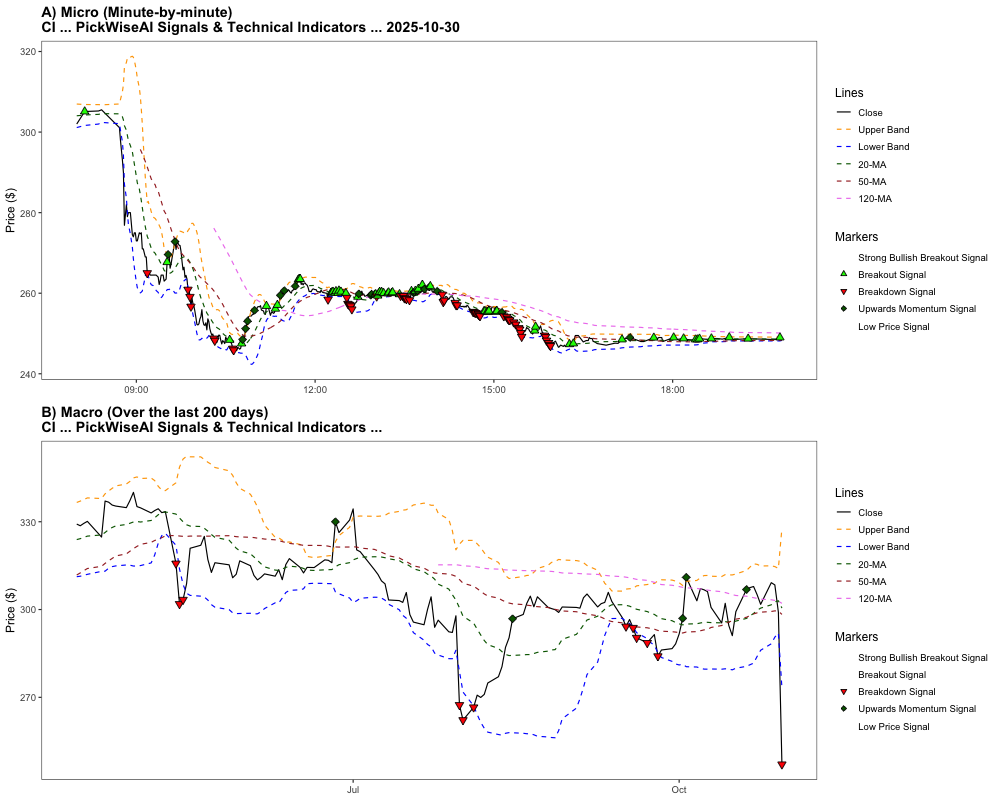 A) Micro (Minute-by-minute)
CI ... PickWiseAI Signals & Technical Indicators ... 2025-10-30
Price ($)
320
300
280
260
240
09:00
12:00
15:00
18:00
Lines
Close
Upper Band
Lower Band
20-MA
50-MA
120-MA
Markers
Strong Bullish Breakout Signal
Breakout Signal
Breakdown Signal
Upwards Momentum Signal
Low Price Signal
B) Macro (Over the last 200 days)
CI ... PickWiseAI Signals & Technical Indicators ...
Price ($)
330
300
270
Jul
Oct
Lines
Close
Upper Band
Lower Band
20-MA
50-MA
120-MA
Markers
Strong Bullish Breakout Signal
Breakout Signal
Breakdown Signal
Upwards Momentum Signal
Low Price Signal